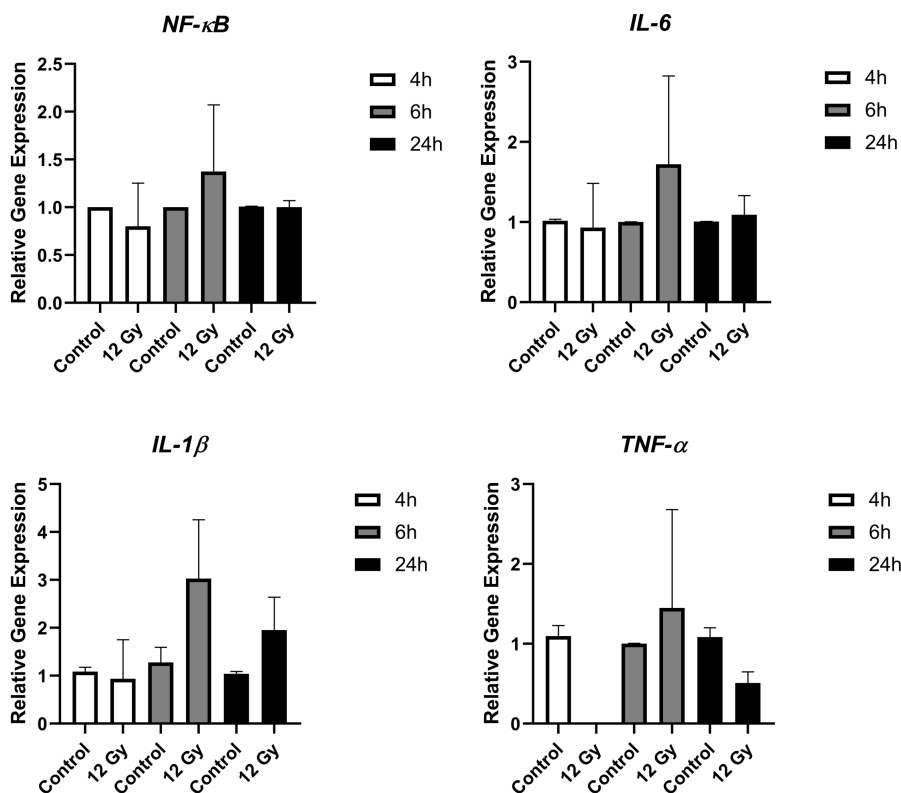 NF-κB
Relative Gene Expression
2.5
2.0
1.5
1.0
0.5
0.0
Control
12 Gy
Control
12 Gy
Control
12 Gy
4h
6h
24h
IL-6
Relative Gene Expression
3
2
1
0
Control
12 Gy
Control
12 Gy
Control
12 Gy
4h
6h
24h
IL-1β
Relative Gene Expression
5
4
3
2
1
0
Control
12 Gy
Control
12 Gy
Control
12 Gy
4h
6h
24h
TNF-α
Relative Gene Expression
3
2
1
0
Control
12 Gy
Control
12 Gy
Control
12 Gy
4h
6h
24h